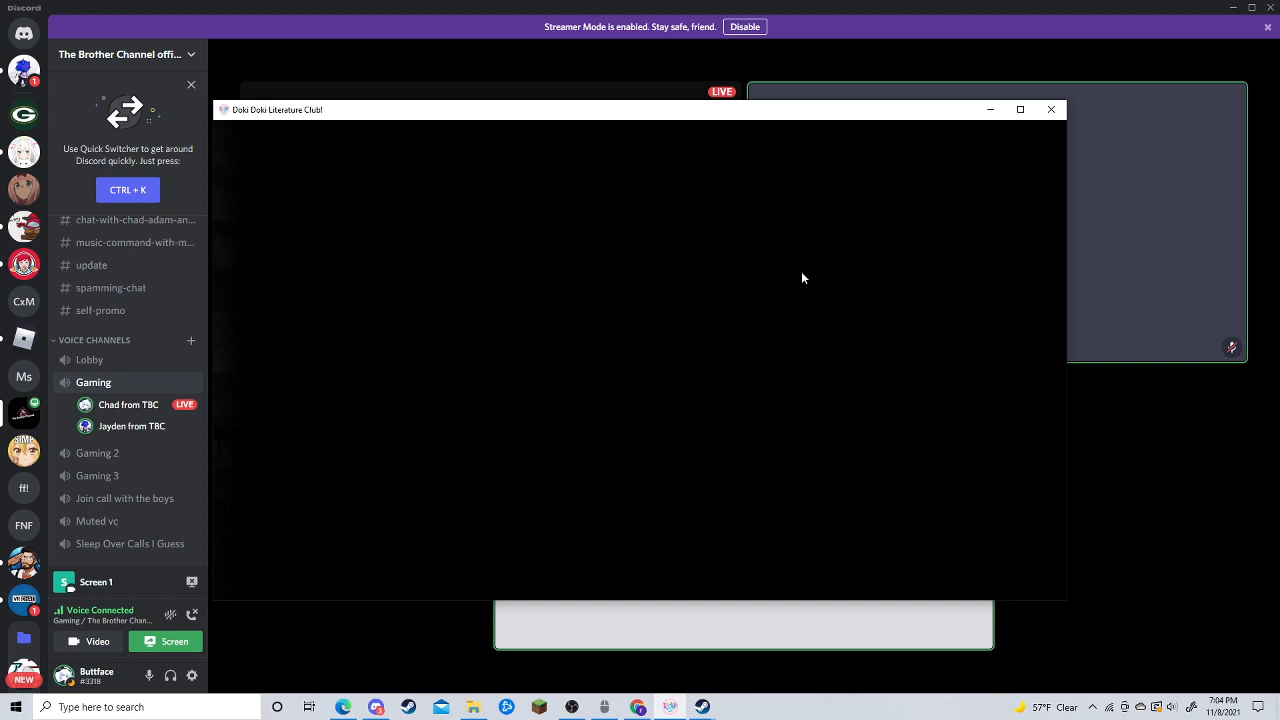 Discord
Streamer Mode is enabled. Stay safe, friend. Disable
The Brother Channel offi...
LIVE
Doki Doki Literature Club!
Use Quick Switcher to get around
Discord quickly. Just press:
CTRL + K
# chat-with-chad-adam-an...
# music-command-with-m...
# update
# spamming-chat
# self-promo
VOICE CHANNELS
Lobby
Gaming
Chad from TBC LIVE
Jayden from TBC
Gaming 2
Gaming 3
Join call with the boys
Muted vc
Sleep Over Calls I Guess
1
CxM
Ms
SIMP
ff!
FNF
VRCHAT
1
NEW
S
Screen 1
Voice Connected
Gaming / The Brother Chan...
Video
Screen
Buttface
#3318
Type here to search
3
F
57°F Clear
7:04 PM
11/8/2021